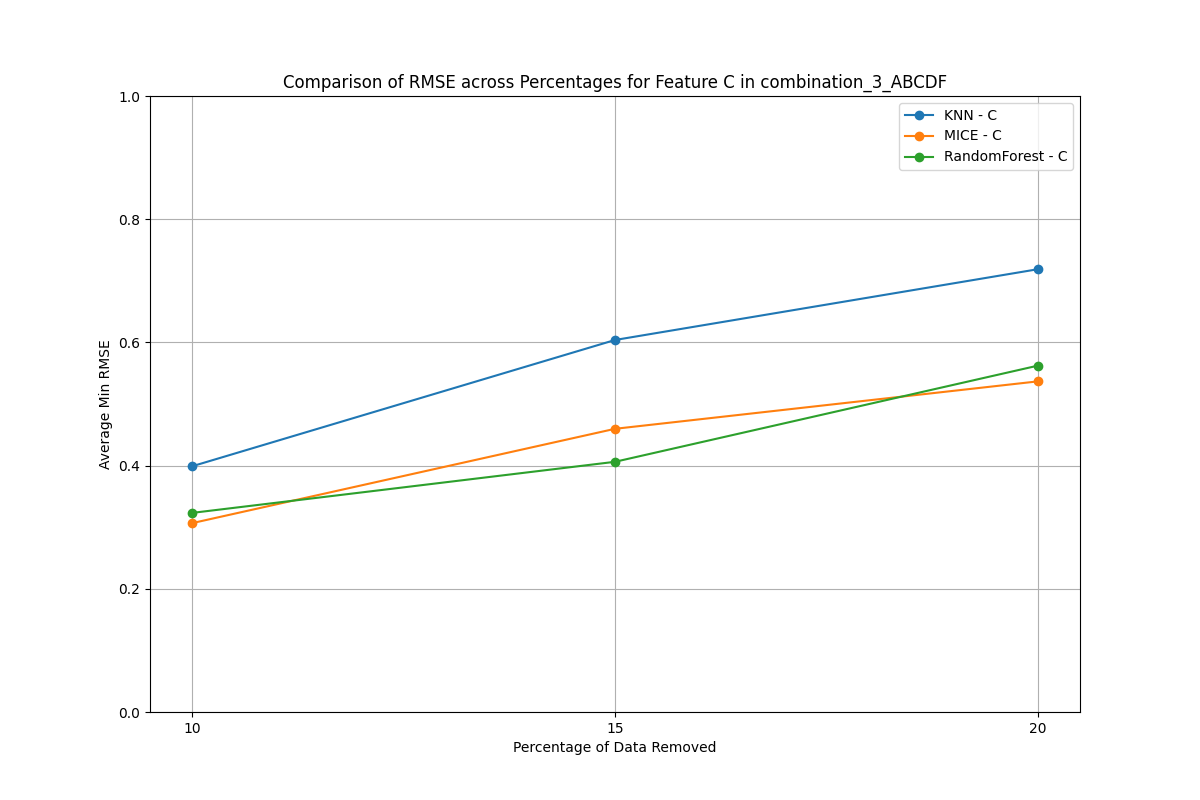 Comparison of RMSE across Percentages for Feature C in combination_3_ABCDF
1.0
0.8
0.6
0.4
0.2
0.0
Average Min RMSE
KNN - C
MICE - C
RandomForest - C
10
15
20
Percentage of Data Removed